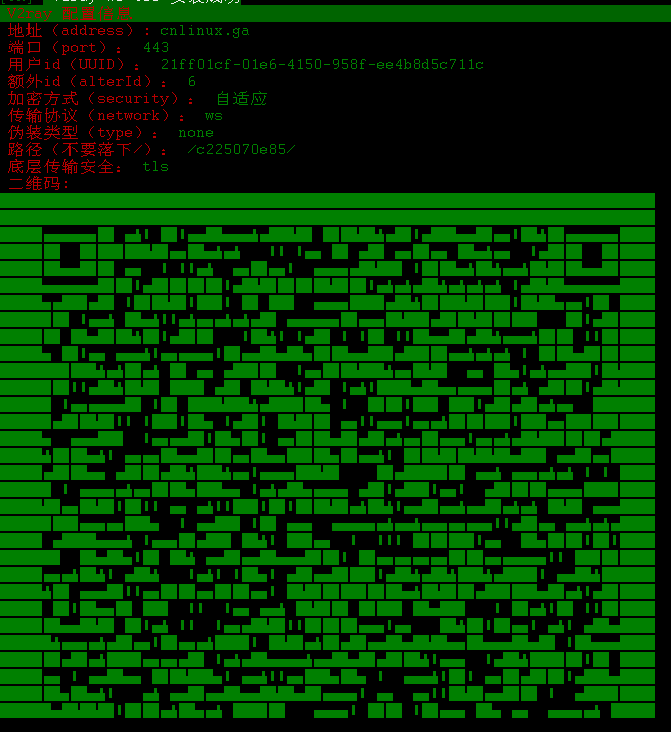 地址（address）: cnlinux.ga
端口（port）： 443
用户id（UUID）： 21ff01cf-01e6-4150-958f-ee4b8d5c711c
额外id（alterId）： 6
加密方式（security）： 自适应
传输协议（network）： ws
伪装类型（type）： none
路径（不要落下/）： /c225070e85/
底层传输安全： tls
二维码: